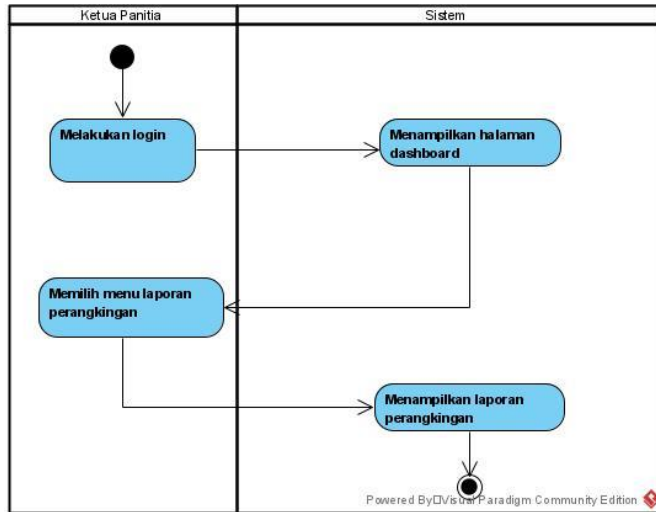 Ketua Panitia
Sistem
Melakukan login
Menampilkan halaman
dashboard
Memilih menu laporan
perangkingan
Menampilkan laporan
perangkingan
Powered By□Visual Paradigm Community Edition